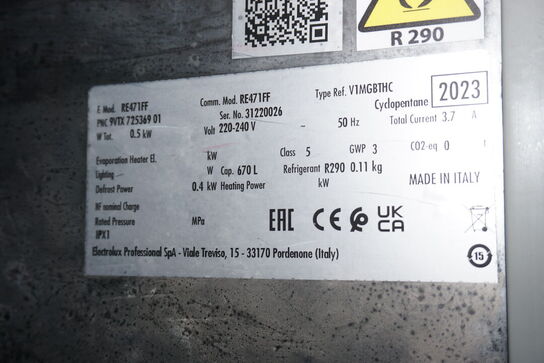 R 290
F. Mod. RE471FF Comm. Mod. RE471FF Type Ref. V1MGBTHC 2023
PNC 9VTX 725369 01 Ser. No. 31220026 Cyclopentane
W Tot. 0.5 kW Volt 220-240 V ~ 50 Hz Total Current 3.7 A
Evaporation Heater El. kW Class 5 GWP 3 CO2-eq 0 t
Lighting W Cap. 670 L Refrigerant R290 0.11 kg
Defrost Power 0.4 kW Heating Power kW MADE IN ITALY
NF nominal Charge
Rated Pressure MPa EAC CE UK CA
IPX1
Electrolux Professional SpA - Viale Treviso, 15 - 33170 Pordenone (Italy) 15